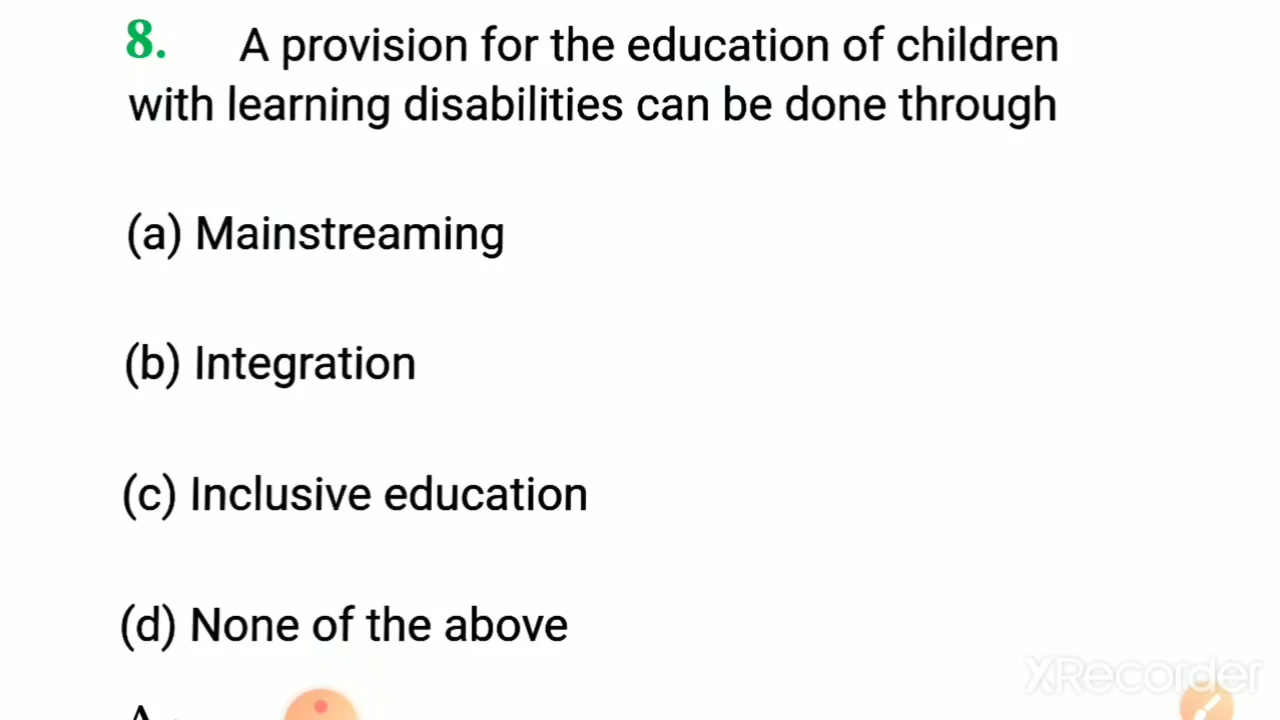 8. A provision for the education of children
with learning disabilities can be done through
(a) Mainstreaming
(b) Integration
(c) Inclusive education
(d) None of the above
XRecorder